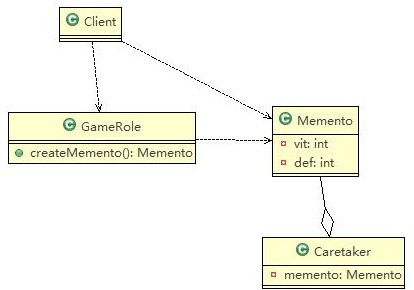 C Client
C GameRole
createMemento(): Memento
C Memento
vit: int
def: int
C Caretaker
memento: Memento